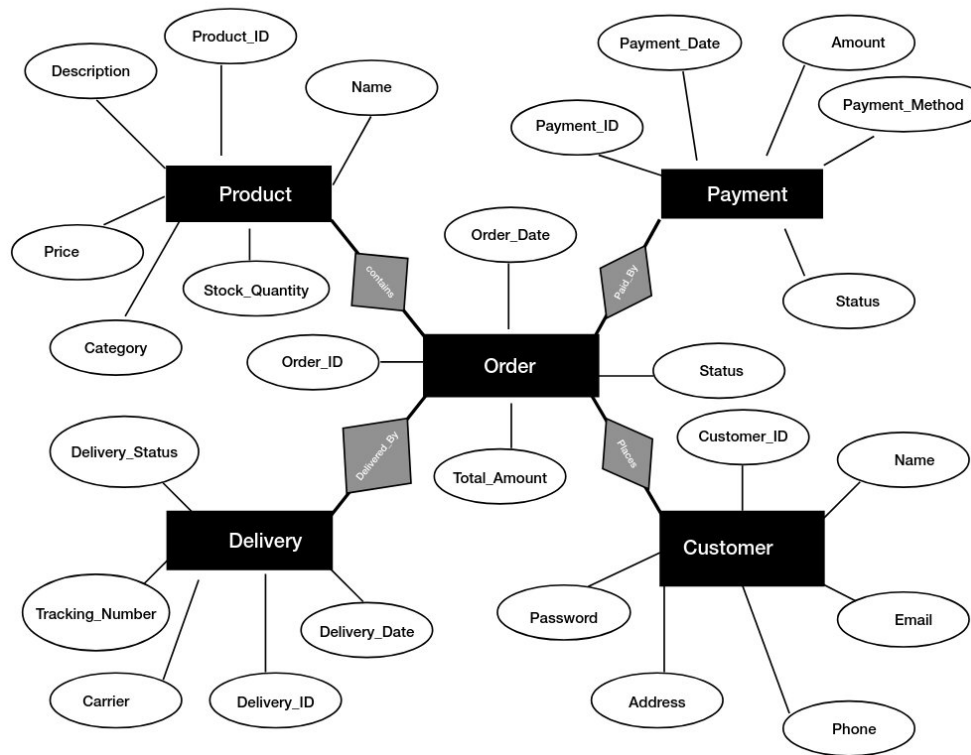 Product_ID
Payment_Date
Amount
Description
Name
Payment_Method
Payment_ID
Product
Payment
Order_Date
Price
contains
Paid_By
Stock_Quantity
Status
Category
Order_ID
Order
Status
Customer_ID
Delivery_Status
Delivered_By
Places
Name
Total_Amount
Delivery
Customer
Tracking_Number
Delivery_Date
Password
Email
Carrier
Delivery_ID
Address
Phone